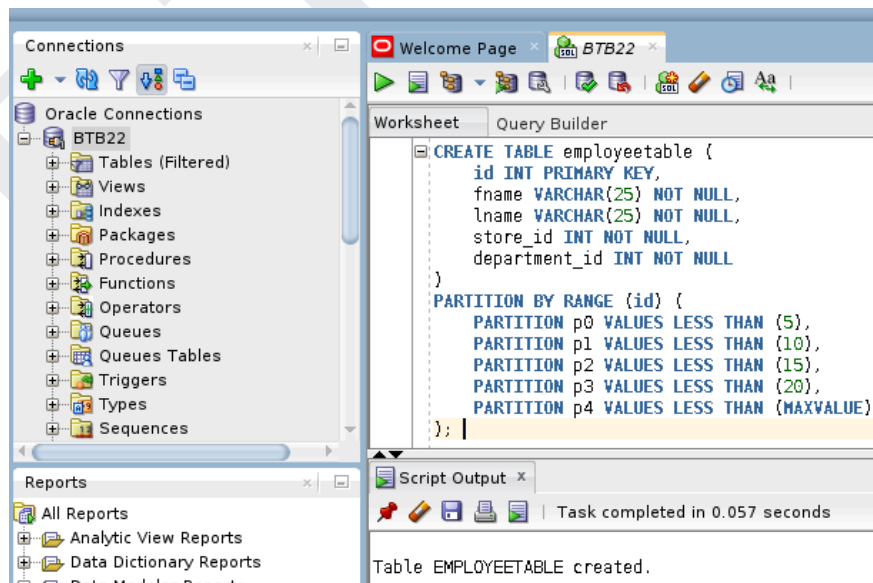 Connections
Oracle Connections
BTB22
Tables (Filtered)
Views
Indexes
Packages
Procedures
Functions
Operators
Queues
Queues Tables
Triggers
Types
Sequences
Reports
All Reports
Analytic View Reports
Data Dictionary Reports
Welcome Page
BTB22
SQL
Aa
Worksheet
Query Builder
CREATE TABLE employeetable (
id INT PRIMARY KEY,
fname VARCHAR(25) NOT NULL,
lname VARCHAR(25) NOT NULL,
store_id INT NOT NULL,
department_id INT NOT NULL
)
PARTITION BY RANGE (id) (
PARTITION p0 VALUES LESS THAN (5),
PARTITION p1 VALUES LESS THAN (10),
PARTITION p2 VALUES LESS THAN (15),
PARTITION p3 VALUES LESS THAN (20),
PARTITION p4 VALUES LESS THAN (MAXVALUE)
);
Script Output
Task completed in 0.057 seconds
Table EMPLOYEETABLE created.